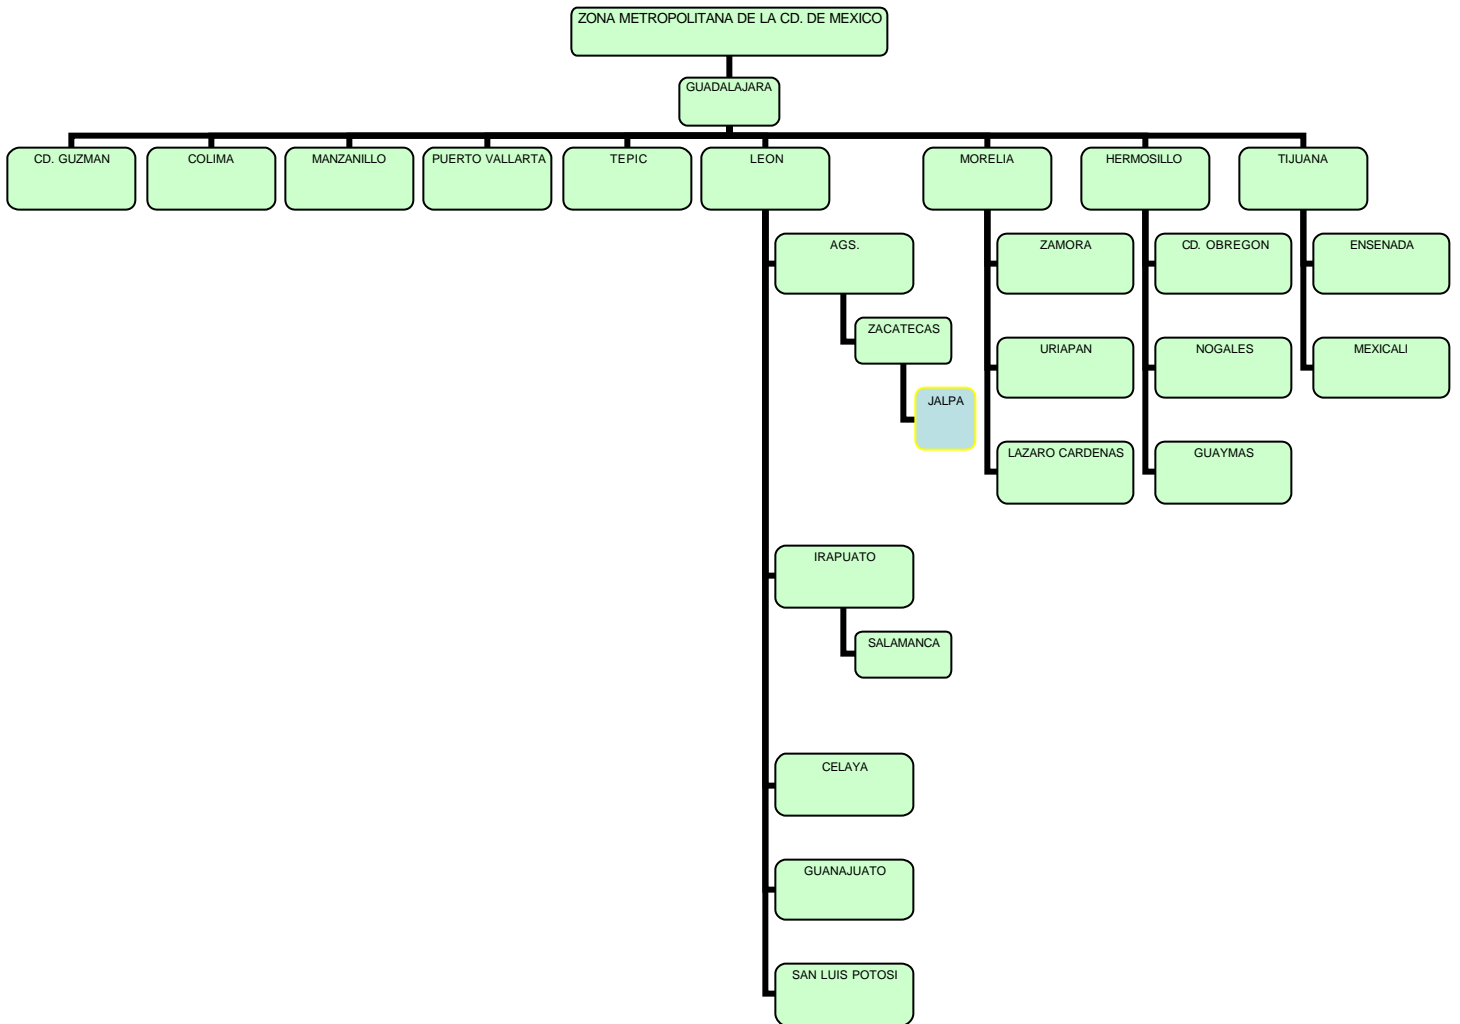 ZONA METROPOLITANA DE LA CD. DE MEXICO
GUADALAJARA
CD. GUZMAN
COLIMA
MANZANILLO
PUERTO VALLARTA
TEPIC
LEON
MORELIA
HERMOSILLO
TIJUANA
AGS.
ZACATECAS
JALPA
IRAPUATO
SALAMANCA
CELAYA
GUANAJUATO
SAN LUIS POTOSI
ZAMORA
URIAPAN
LAZARO CARDENAS
CD. OBREGON
NOGALES
GUAYMAS
ENSENADA
MEXICALI